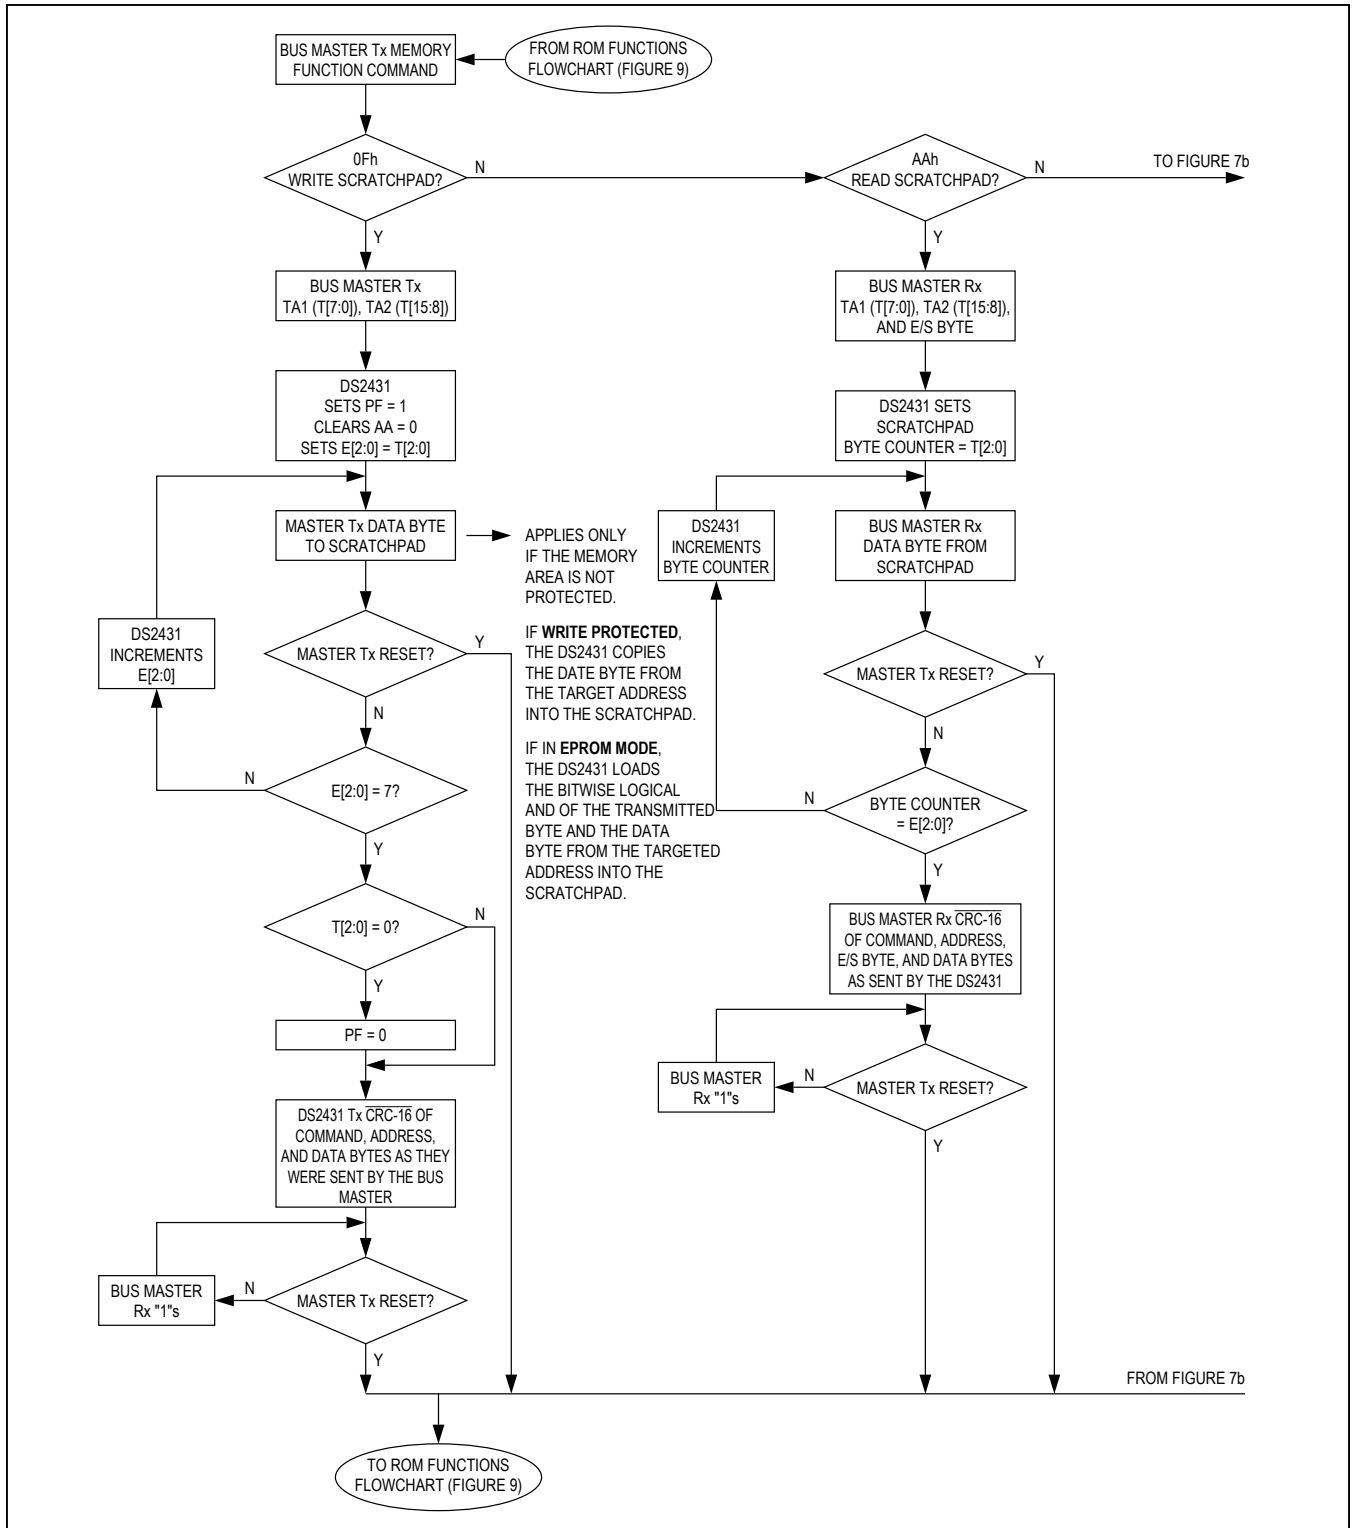 BUS MASTER Tx MEMORY
FUNCTION COMMAND
FROM ROM FUNCTIONS
FLOWCHART (FIGURE 9)
0Fh
WRITE SCRATCHPAD?
N
Y
AAh
READ SCRATCHPAD?
N
Y
TO FIGURE 7b
BUS MASTER Tx
TA1 (T[7:0]), TA2 (T[15:8])
DS2431
SETS PF = 1
CLEARS AA = 0
SETS E[2:0] = T[2:0]
MASTER Tx DATA BYTE
TO SCRATCHPAD
APPLIES ONLY
IF THE MEMORY
AREA IS NOT
PROTECTED.
IF WRITE PROTECTED,
THE DS2431 COPIES
THE DATE BYTE FROM
THE TARGET ADDRESS
INTO THE SCRATCHPAD.
IF IN EPROM MODE,
THE DS2431 LOADS
THE BITWISE LOGICAL
AND OF THE TRANSMITTED
BYTE AND THE DATA
BYTE FROM THE TARGETED
ADDRESS INTO THE
SCRATCHPAD.
DS2431
INCREMENTS
E[2:0]
MASTER Tx RESET?
Y
N
E[2:0] = 7?
N
Y
T[2:0] = 0?
N
Y
PF = 0
DS2431 Tx CRC-16 OF
COMMAND, ADDRESS,
AND DATA BYTES AS THEY
WERE SENT BY THE BUS
MASTER
BUS MASTER
Rx "1"s
N
MASTER Tx RESET?
Y
BUS MASTER Rx
TA1 (T[7:0]), TA2 (T[15:8]),
AND E/S BYTE
DS2431 SETS
SCRATCHPAD
BYTE COUNTER = T[2:0]
DS2431
INCREMENTS
BYTE COUNTER
BUS MASTER Rx
DATA BYTE FROM
SCRATCHPAD
MASTER Tx RESET?
Y
N
BYTE COUNTER
= E[2:0]?
N
Y
BUS MASTER Rx CRC-16
OF COMMAND, ADDRESS,
E/S BYTE, AND DATA BYTES
AS SENT BY THE DS2431
BUS MASTER
Rx "1"s
N
MASTER Tx RESET?
Y
FROM FIGURE 7b
TO ROM FUNCTIONS
FLOWCHART (FIGURE 9)